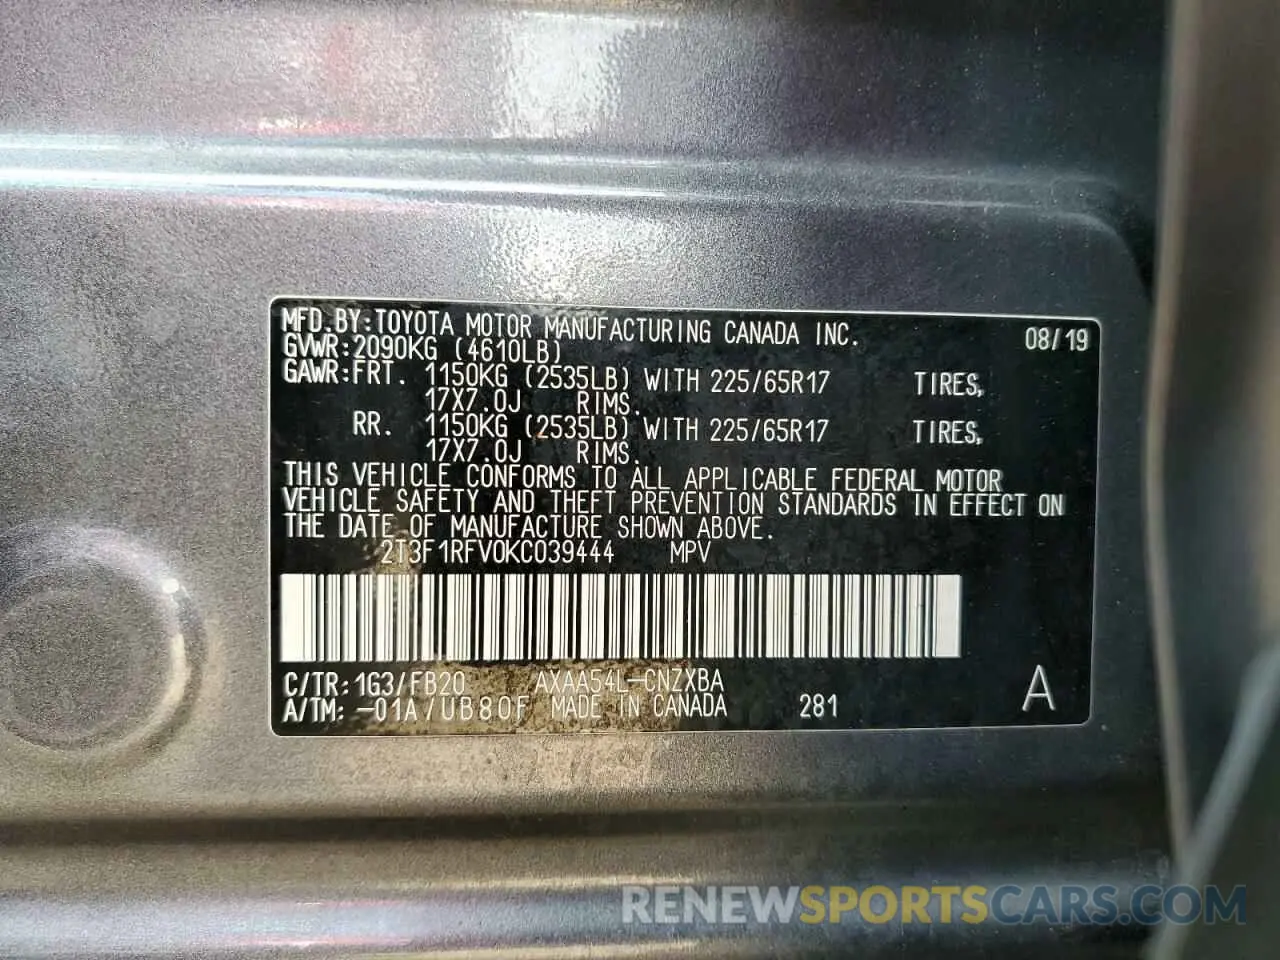 MFD.BY:TOYOTA MOTOR MANUFACTURING CANADA INC. 08/19
GVWR:2090KG (4610LB)
GAWR:FRT. 1150KG (2535LB) WITH 225/65R17 TIRES,
17X7.0J RIMS.
RR. 1150KG (2535LB) WITH 225/65R17 TIRES,
17X7.0J RIMS.
THIS VEHICLE CONFORMS TO ALL APPLICABLE FEDERAL MOTOR
VEHICLE SAFETY AND THEFT PREVENTION STANDARDS IN EFFECT ON
THE DATE OF MANUFACTURE SHOWN ABOVE.
2T3F1RFV0KC039444 MPV
C/TR:1G3/FB20 AXAA54L-CNZXBA
A/TM:-01A/UB80F MADE IN CANADA 281 A
RENEWSPORTSCARS.COM